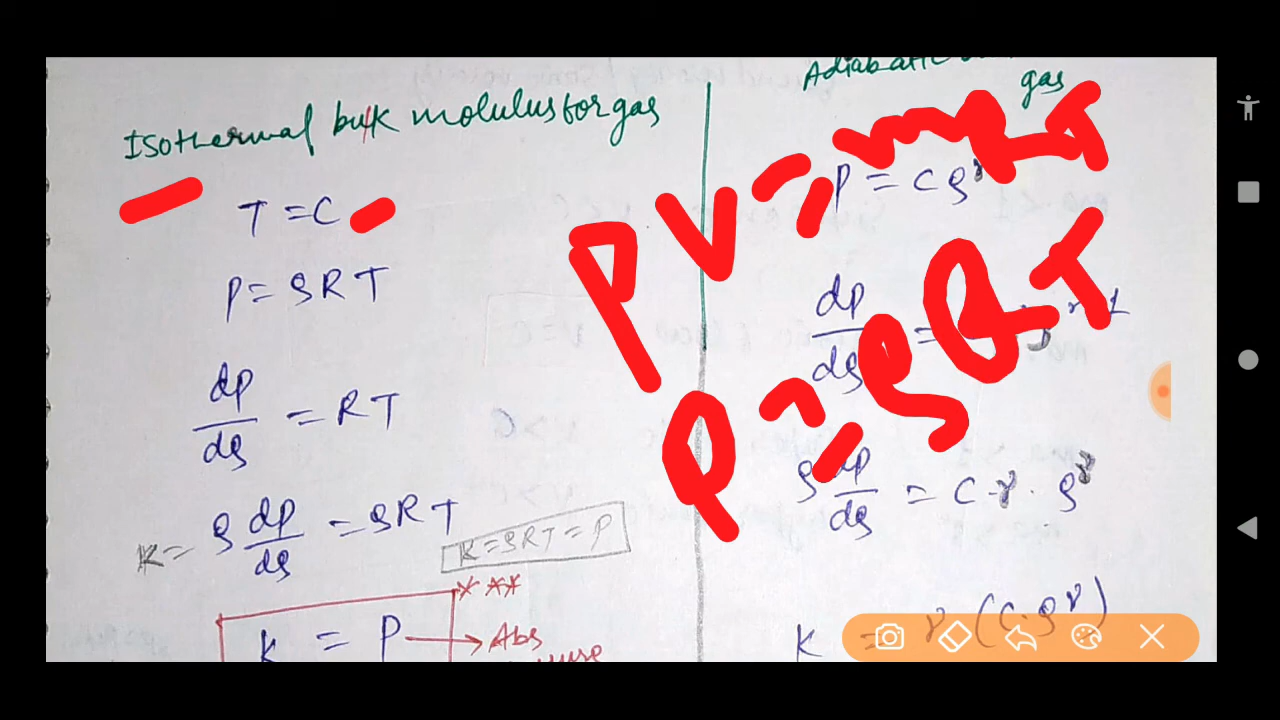 Isothermal bulk molulus for gas
T = C
P = ρRT
dp/dρ = RT
K = ρ dp/dρ = ρRT
K = ρRT = P
***
K = P → Abs
Adiabatic
gas
P = Cρ^γ
dp/dρ =
ρ dp/dρ = C·γ·ρ^γ
K = γ(C·ρ^γ)
PV = mRT
P = ρRT